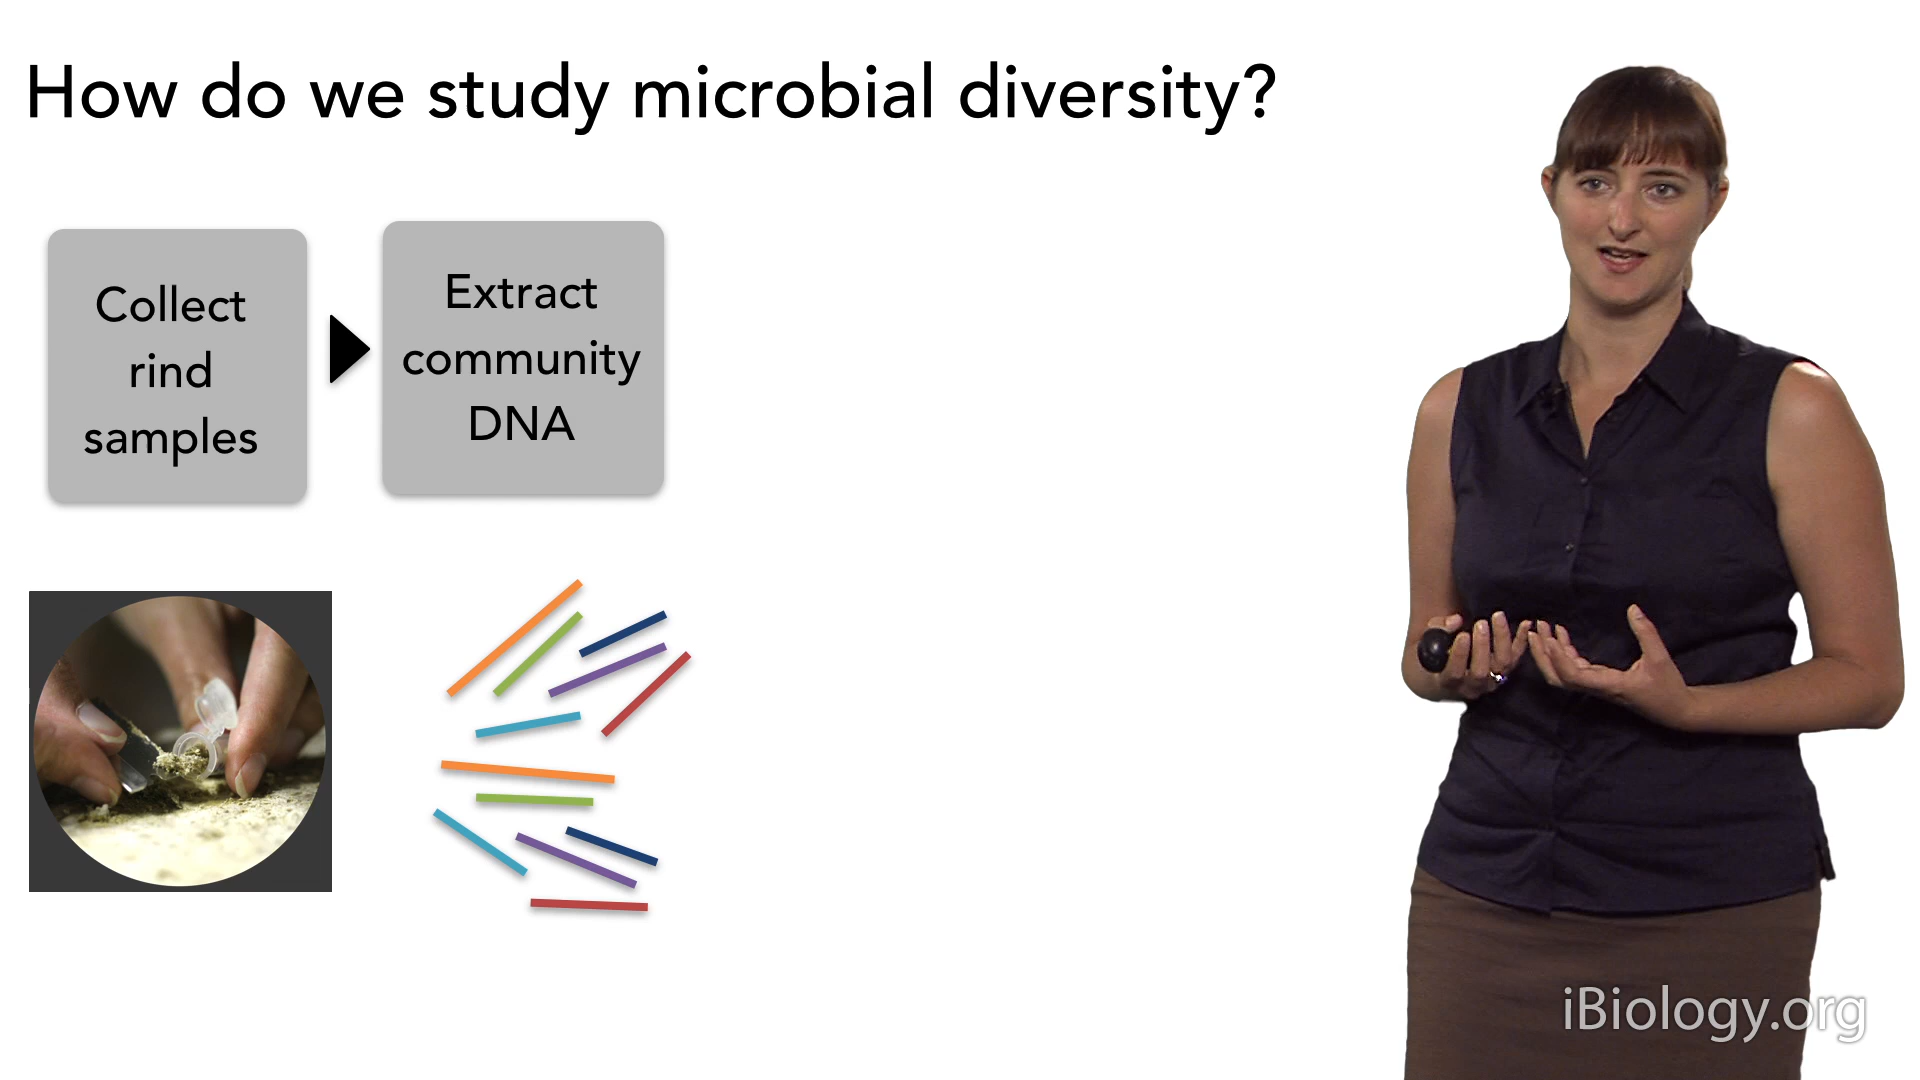 How do we study microbial diversity?
Collect
rind
samples
Extract
community
DNA
iBiology.org